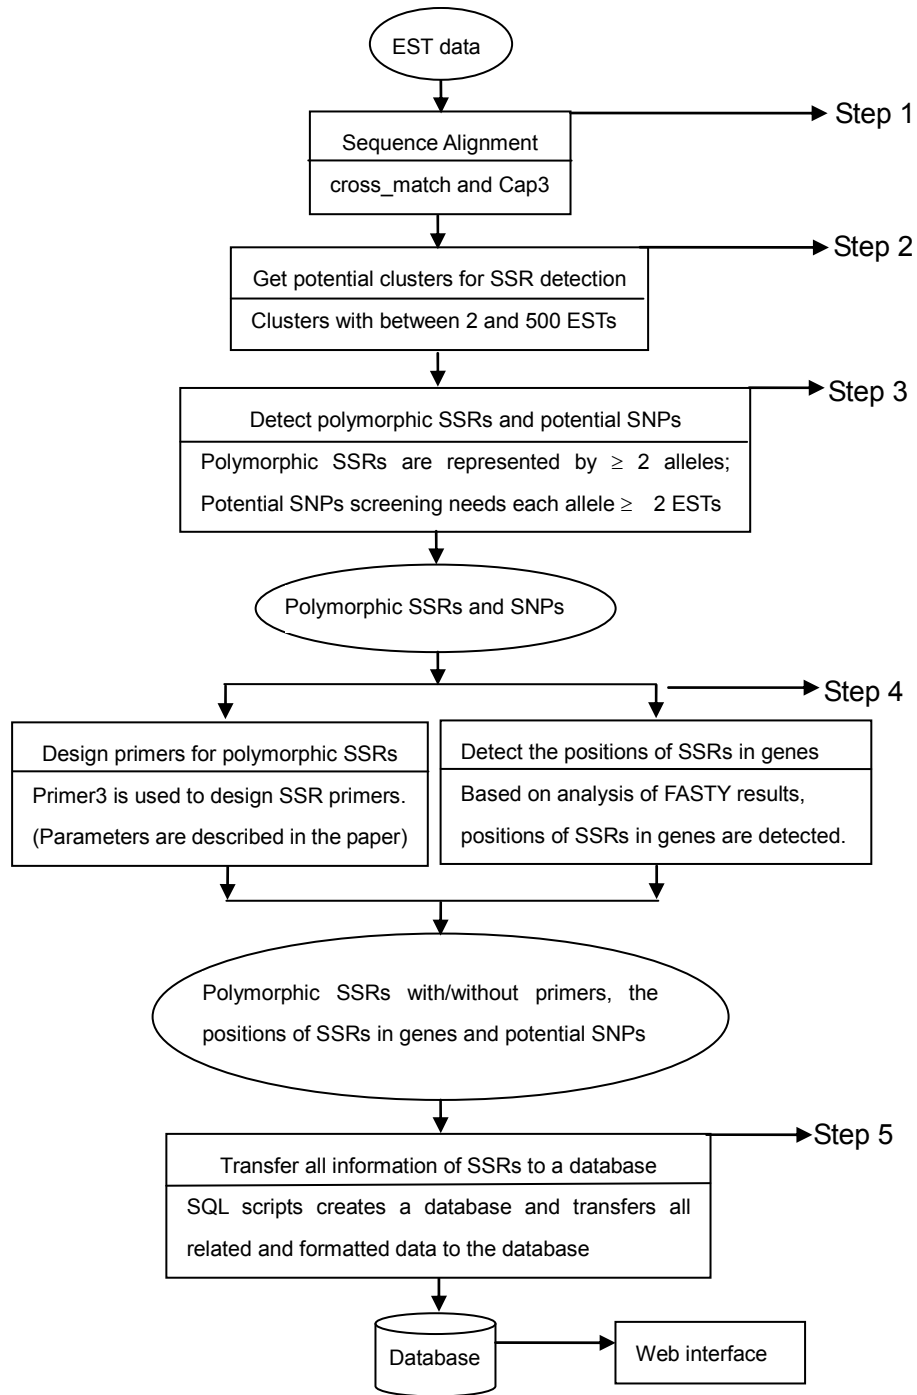 EST data
Step 1
Sequence Alignment
cross_match and Cap3
Step 2
Get potential clusters for SSR detection
Clusters with between 2 and 500 ESTs
Step 3
Detect polymorphic SSRs and potential SNPs
Polymorphic SSRs are represented by ≥ 2 alleles;
Potential SNPs screening needs each allele ≥ 2 ESTs
Polymorphic SSRs and SNPs
Step 4
Design primers for polymorphic SSRs
Primer3 is used to design SSR primers.
(Parameters are described in the paper)
Detect the positions of SSRs in genes
Based on analysis of FASTY results,
positions of SSRs in genes are detected.
Polymorphic SSRs with/without primers, the
positions of SSRs in genes and potential SNPs
Step 5
Transfer all information of SSRs to a database
SQL scripts creates a database and transfers all
related and formatted data to the database
Database
Web interface